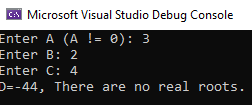 Microsoft Visual Studio Debug Console
Enter A (A != 0): 3
Enter B: 2
Enter C: 4
D=-44, There are no real roots.